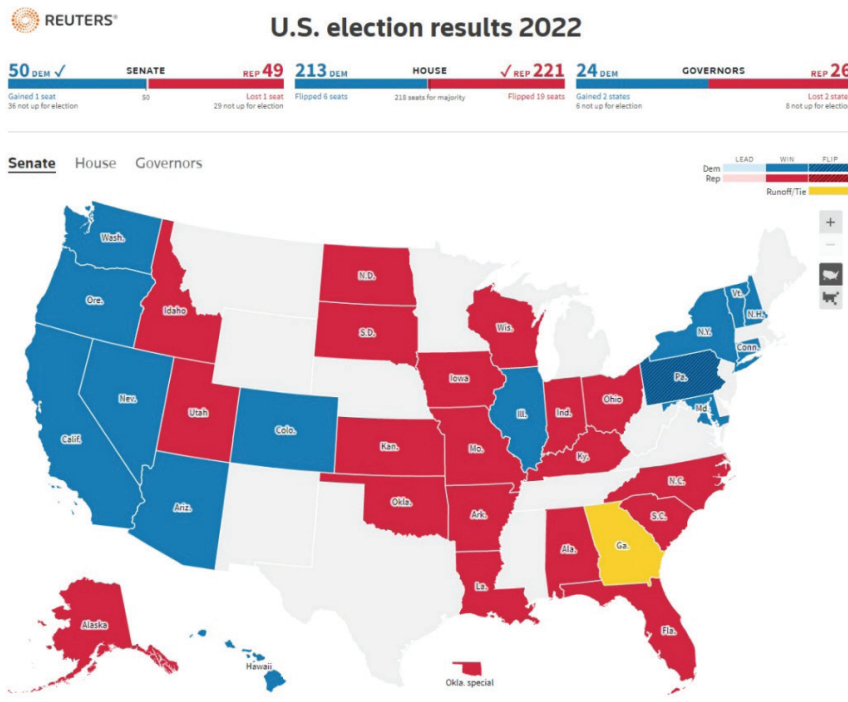 REUTERS®
U.S. election results 2022
50 DEM ✓ SENATE REP 49
Gained 1 seat 50 Lost 1 seat
36 not up for election 29 not up for election
213 DEM HOUSE ✓ REP 221
Flipped 6 seats 218 seats for majority Flipped 19 seats
24 DEM GOVERNORS REP 26
Gained 2 states Lost 2 state
6 not up for election 8 not up for election
Senate House Governors
LEAD WIN FLIP
Dem
Rep
Runoff/Tie
+
−
Wash.
Ore.
Idaho
N.D.
S.D.
Wis.
Vt.
N.H.
N.Y.
Conn.
Pa.
Md.
Nev.
Utah
Colo.
Iowa
Ill.
Ind.
Ohio
Calif.
Kan.
Mo.
Ky.
N.C.
Ariz.
Okla.
Ark.
S.C.
Ala.
Ga.
La.
Fla.
Alaska
Hawaii
Okla. special